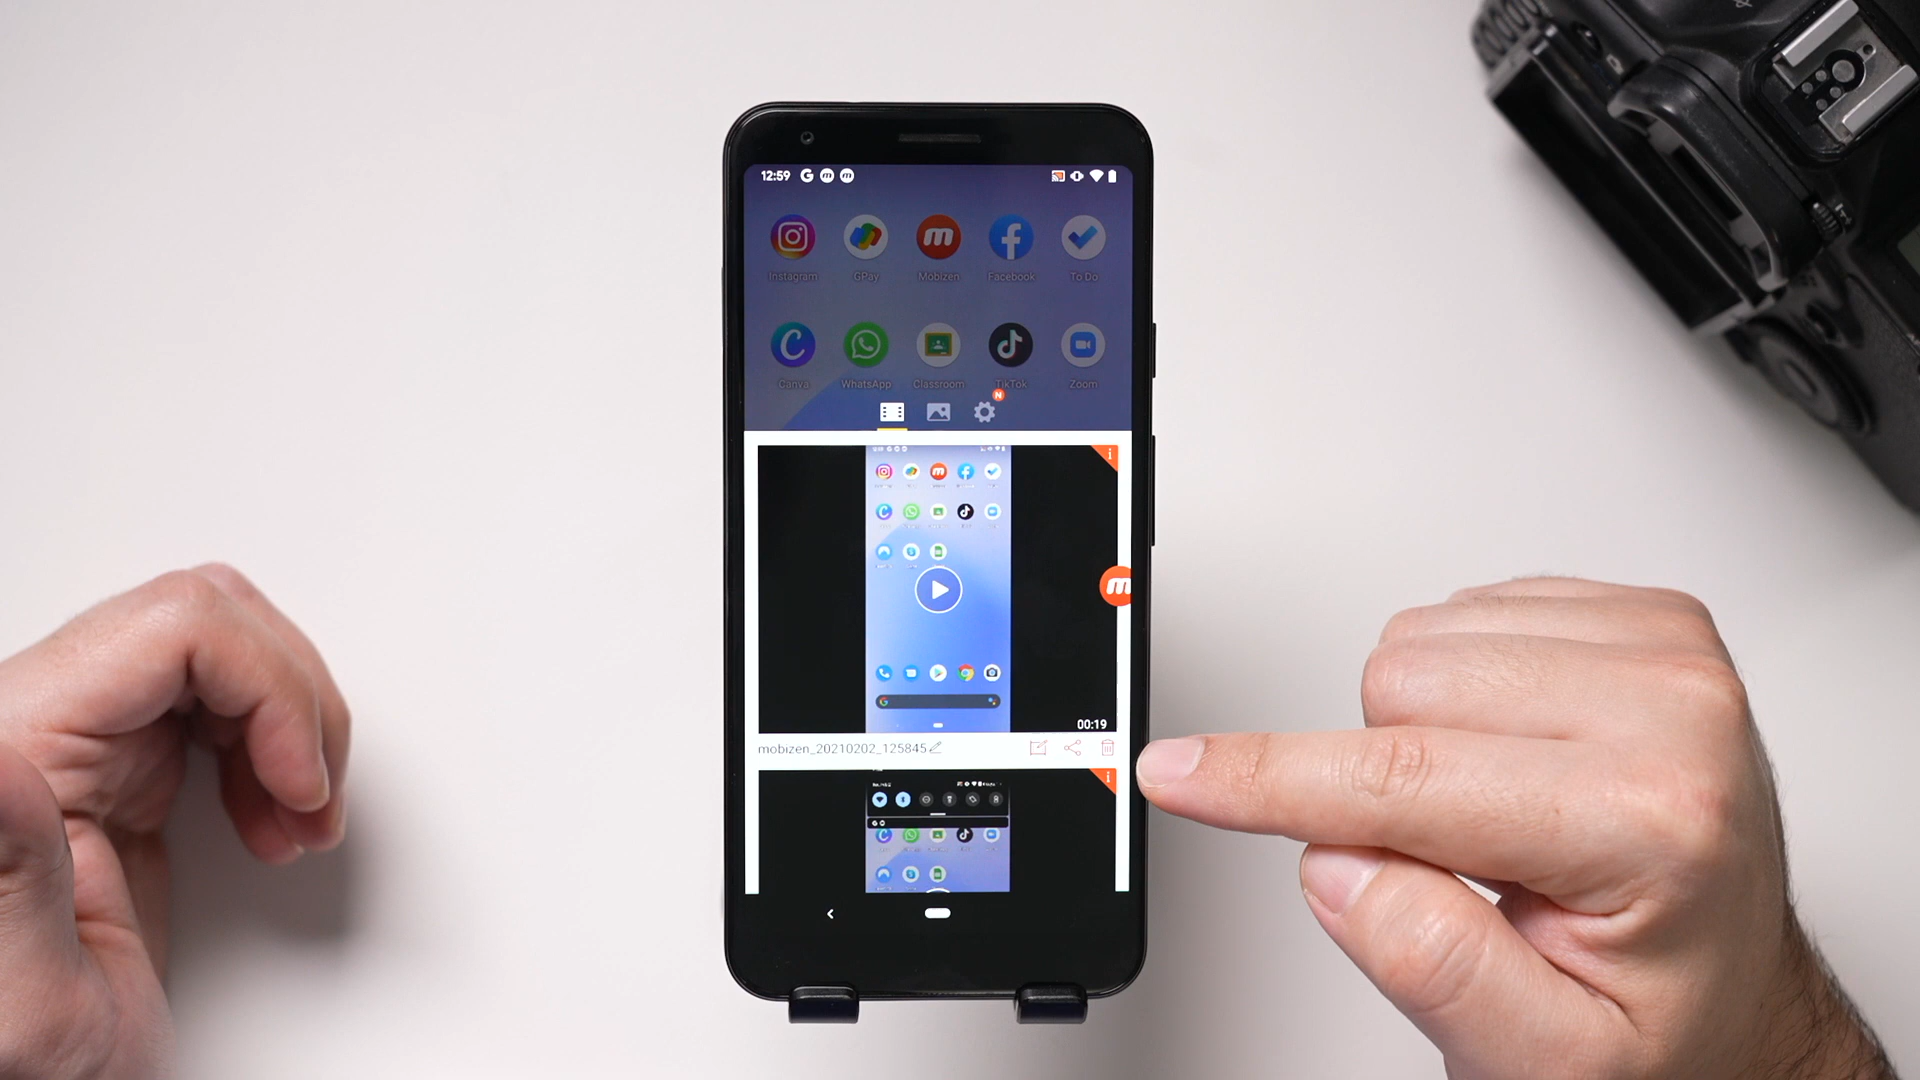 12:59
Instagram GPay Mobizen Facebook To Do
Canva WhatsApp Classroom TikTok Zoom
N
00:19
mobizen_20210202_125845